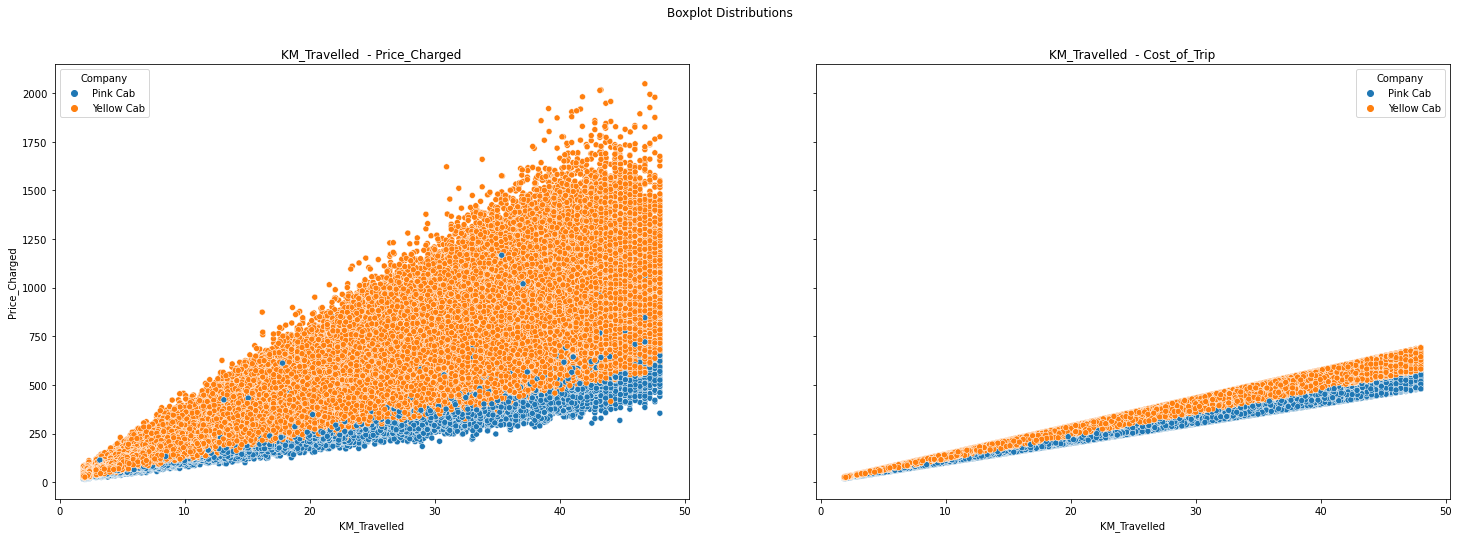 Boxplot Distributions
KM_Travelled - Price_Charged
Company
Pink Cab
Yellow Cab
2000
1750
1500
1250
1000
750
500
250
0
Price_Charged
0 10 20 30 40 50
KM_Travelled
KM_Travelled - Cost_of_Trip
Company
Pink Cab
Yellow Cab
0 10 20 30 40 50
KM_Travelled